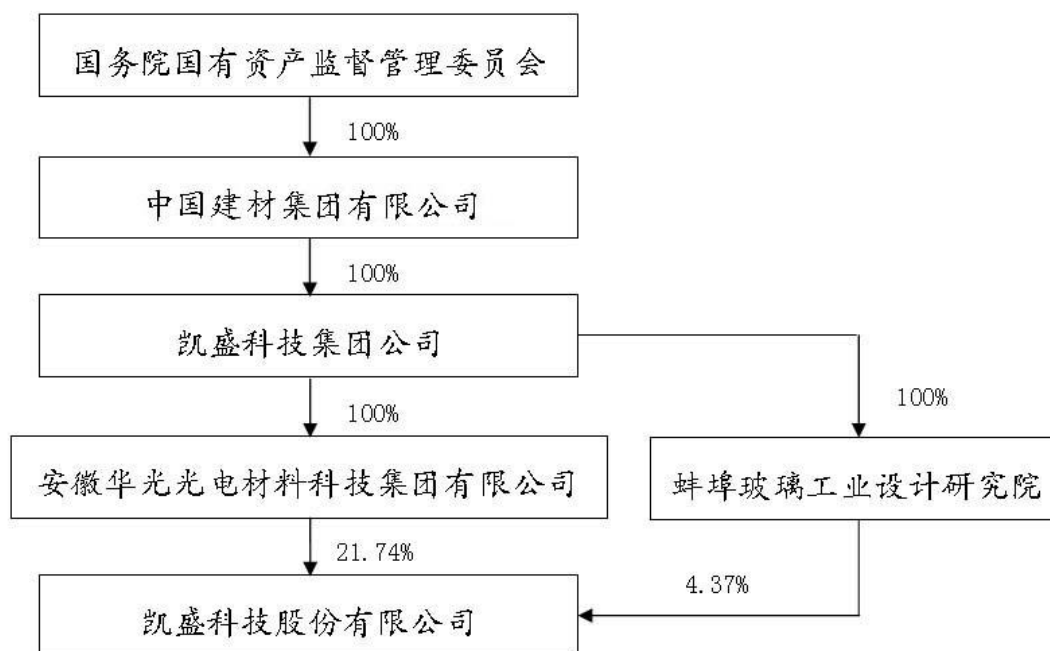 国务院国有资产监督管理委员会
100%
中国建材集团有限公司
100%
凯盛科技集团公司
100%
100%
安徽华光光电材料科技集团有限公司
蚌埠玻璃工业设计研究院
21.74%
4.37%
凯盛科技股份有限公司